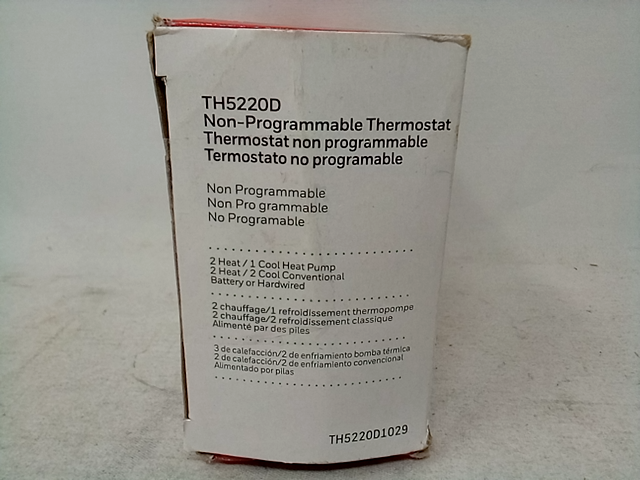 TH5220D
Non-Programmable Thermostat
Thermostat non programmable
Termostato no programable
Non Programmable
Non Pro grammable
No Programable
2 Heat / 1 Cool Heat Pump
2 Heat / 2 Cool Conventional
Battery or Hardwired
2 chauffage/1 refroidissement thermopompe
2 chauffage/2 refroidissement classique
Alimenté par des piles
3 de calefacción/2 de enfriamiento bomba térmica
2 de calefacción/2 de enfriamiento convencional
Alimentado por pilas
TH5220D1029